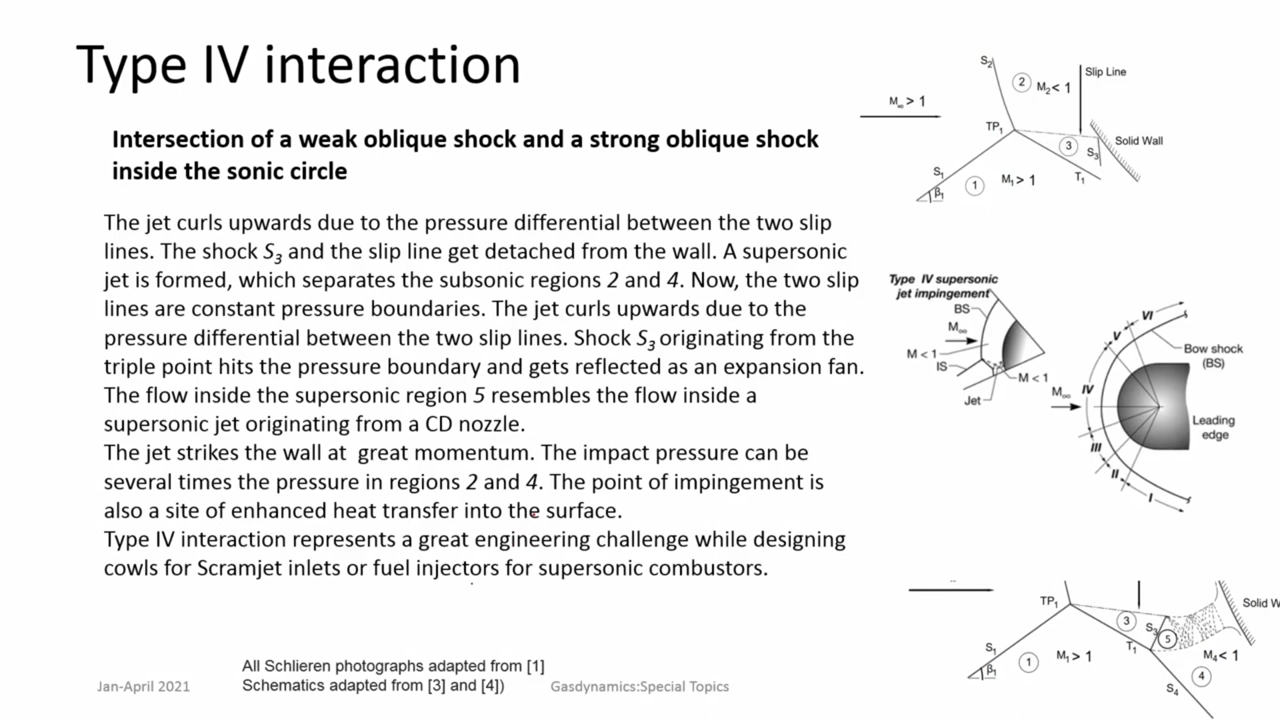 Type IV interaction
Intersection of a weak oblique shock and a strong oblique shock
inside the sonic circle
The jet curls upwards due to the pressure differential between the two slip
lines. The shock S3 and the slip line get detached from the wall. A supersonic
jet is formed, which separates the subsonic regions 2 and 4. Now, the two slip
lines are constant pressure boundaries. The jet curls upwards due to the
pressure differential between the two slip lines. Shock S3 originating from the
triple point hits the pressure boundary and gets reflected as an expansion fan.
The flow inside the supersonic region 5 resembles the flow inside a
supersonic jet originating from a CD nozzle.
The jet strikes the wall at great momentum. The impact pressure can be
several times the pressure in regions 2 and 4. The point of impingement is
also a site of enhanced heat transfer into the surface.
Type IV interaction represents a great engineering challenge while designing
cowls for Scramjet inlets or fuel injectors for supersonic combustors.
S2
2
M2< 1
Slip Line
M∞ > 1
TP1
3
S3
Solid Wall
S1
β1
1
M1> 1
T1
Type IV supersonic
jet impingement
BS
M∞
M < 1
IS
M < 1
Jet
VI
V
Bow shock
(BS)
M∞
IV
Leading
edge
III
II
I
TP1
3
S3
5
Solid W
S1
β1
1
M1> 1
T1
M4< 1
4
S4
All Schlieren photographs adapted from [1]
Schematics adapted from [3] and [4])
Jan-April 2021
Gasdynamics:Special Topics